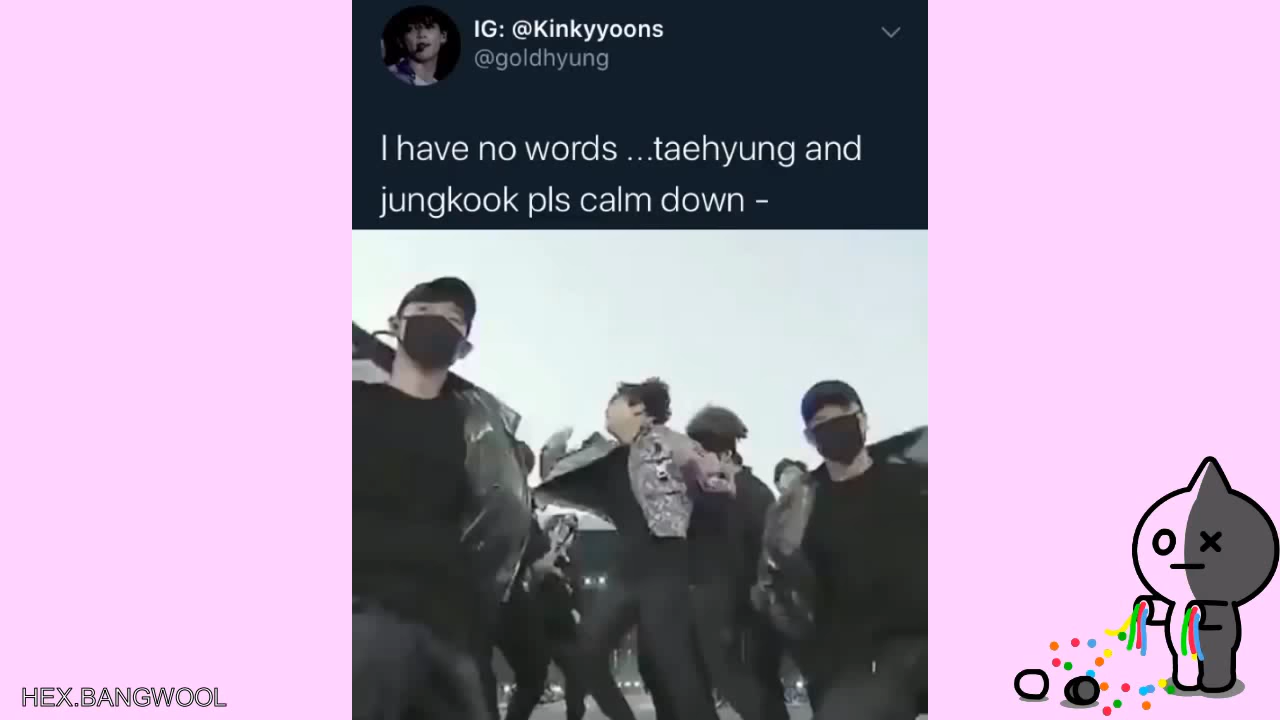 IG: @Kinkyyoons
@goldhyung
I have no words ...taehyung and
jungkook pls calm down -
HEX.BANGWOOL